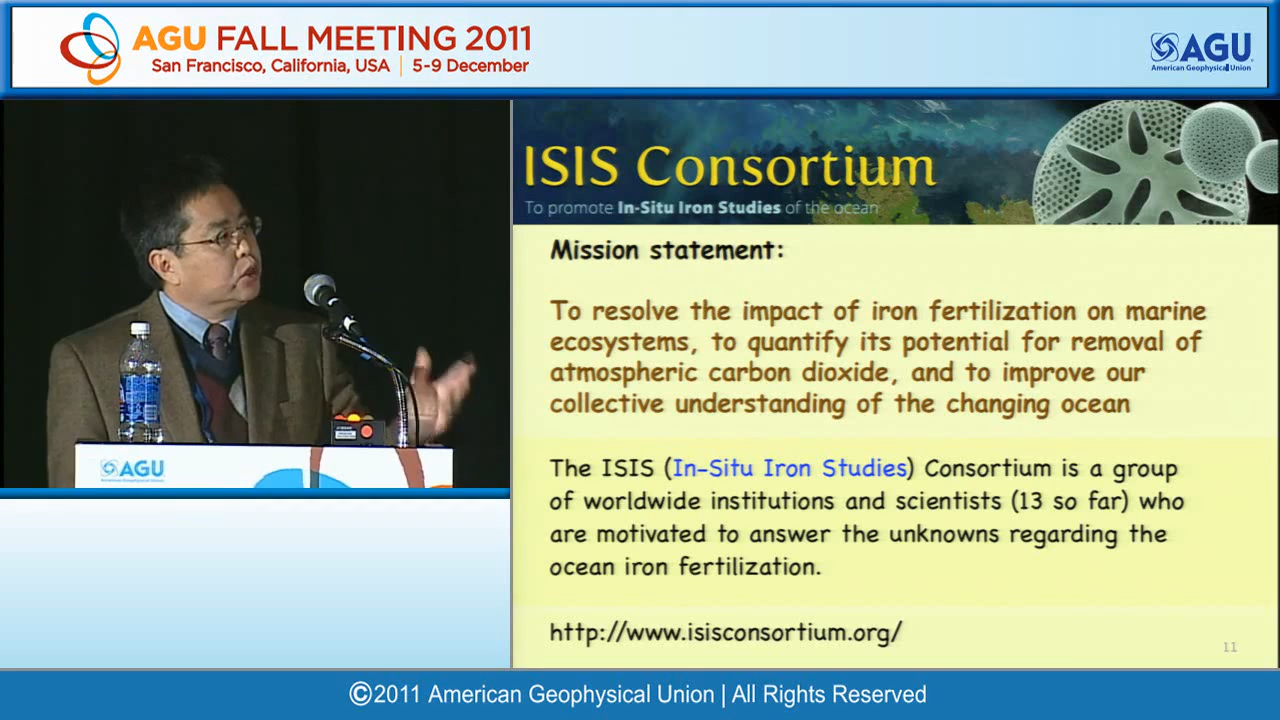 AGU FALL MEETING 2011
San Francisco, California, USA | 5-9 December
AGU
American Geophysical Union
ISIS Consortium
To promote In-Situ Iron Studies of the ocean
Mission statement:
To resolve the impact of iron fertilization on marine
ecosystems, to quantify its potential for removal of
atmospheric carbon dioxide, and to improve our
collective understanding of the changing ocean
The ISIS (In-Situ Iron Studies) Consortium is a group
of worldwide institutions and scientists (13 so far) who
are motivated to answer the unknowns regarding the
ocean iron fertilization.
http://www.isisconsortium.org/
11
AGU
American Geophysical Union
©2011 American Geophysical Union | All Rights Reserved